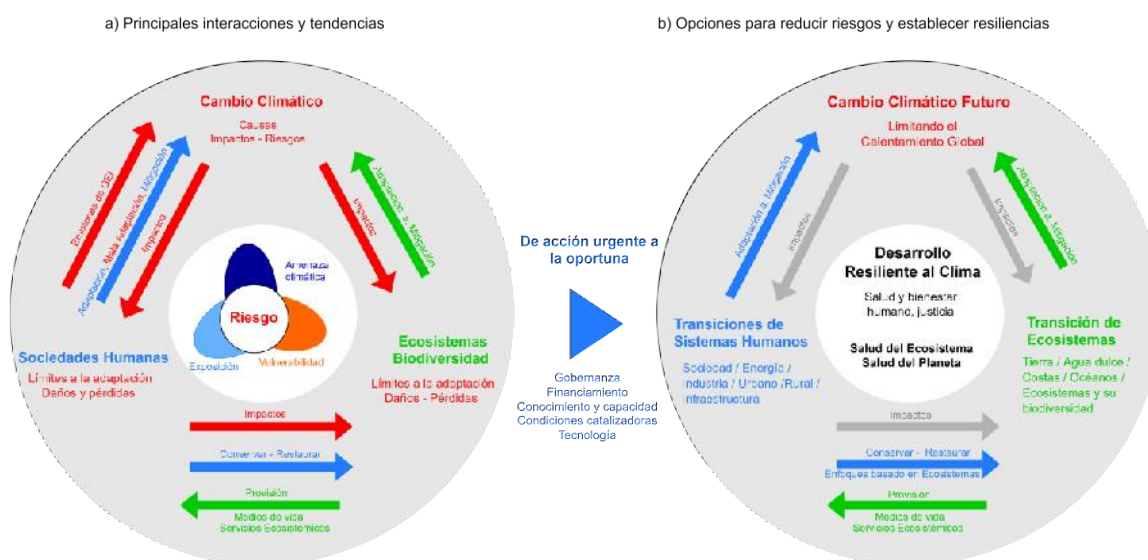 a) Principales interacciones y tendencias
Cambio Climático
Causas
Impactos - Riesgos
Emisiones de GEI
Adaptación, Mala Adaptación, Mitigación
Impactos
Impactos
Adaptación a. Mitigación
Amenaza
climática
Riesgo
Exposición
Vulnerabilidad
Sociedades Humanas
Límites a la adaptación
Daños y pérdidas
Ecosistemas
Biodiversidad
Límites a la adaptación
Daños - Pérdidas
Impactos
Conservar - Restaurar
Provisión
Medios de vida
Servicios Ecosistémicos
De acción urgente a
la oportuna
Gobernanza
Financiamiento
Conocimiento y capacidad
Condiciones catalizadoras
Tecnología
b) Opciones para reducir riesgos y establecer resiliencias
Cambio Climático Futuro
Limitando el
Calentamiento Global
Adaptación a. Mitigación
Impactos
Impactos
Adaptación a. Mitigación
Desarrollo
Resiliente al Clima
Salud y bienestar
humano, justicia
Salud del Ecosistema
Salud del Planeta
Transiciones de
Sistemas Humanos
Sociedad / Energía /
Industria / Urbano /Rural /
Infraestructura
Transición de
Ecosistemas
Tierra / Agua dulce /
Costas / Océanos /
Ecosistemas y su
biodiversidad
Impactos
Conservar - Restaurar
Enfoques basado en Ecosistemas
Provisión
Medios de vida
Servicios Ecosistémicos